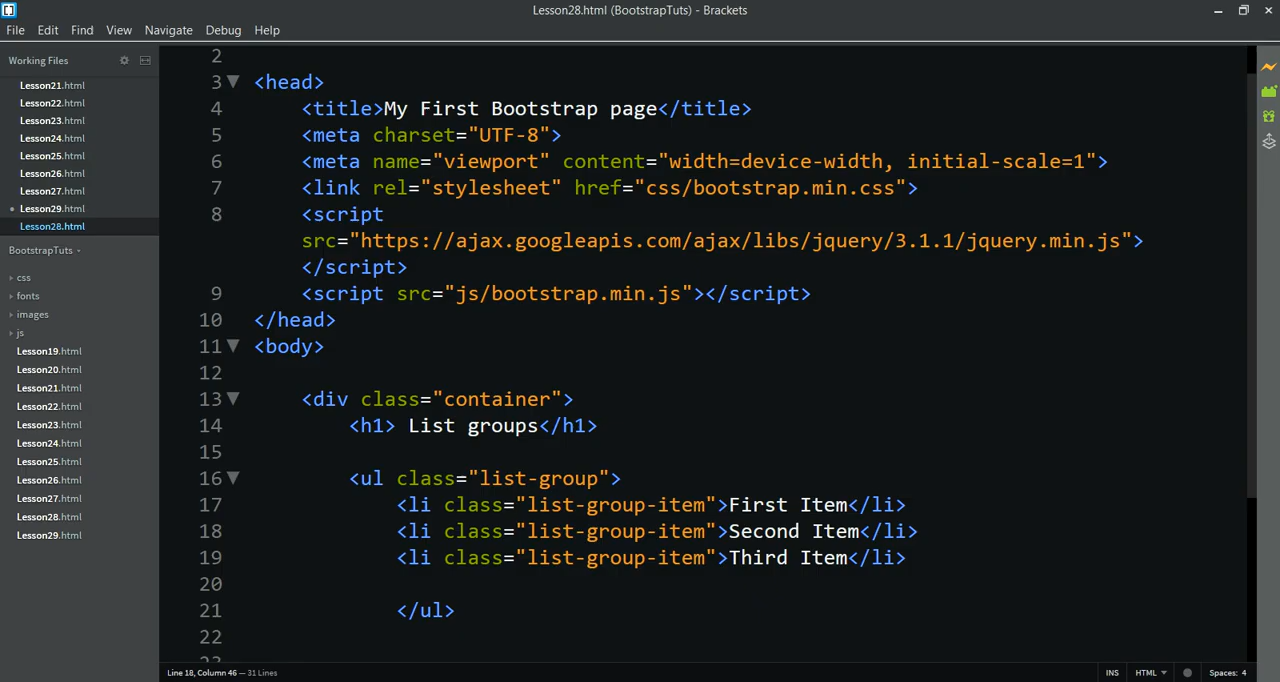 Lesson28.html (BootstrapTuts) - Brackets
File Edit Find View Navigate Debug Help
Working Files
Lesson21.html
Lesson22.html
Lesson23.html
Lesson24.html
Lesson25.html
Lesson26.html
Lesson27.html
Lesson29.html
Lesson28.html
BootstrapTuts
css
fonts
images
js
Lesson19.html
Lesson20.html
Lesson21.html
Lesson22.html
Lesson23.html
Lesson24.html
Lesson25.html
Lesson26.html
Lesson27.html
Lesson28.html
Lesson29.html
2
3 <head>
4 <title>My First Bootstrap page</title>
5 <meta charset="UTF-8">
6 <meta name="viewport" content="width=device-width, initial-scale=1">
7 <link rel="stylesheet" href="css/bootstrap.min.css">
8 <script
src="https://ajax.googleapis.com/ajax/libs/jquery/3.1.1/jquery.min.js">
</script>
9 <script src="js/bootstrap.min.js"></script>
10 </head>
11 <body>
12
13 <div class="container">
14 <h1> List groups</h1>
15
16 <ul class="list-group">
17 <li class="list-group-item">First Item</li>
18 <li class="list-group-item">Second Item</li>
19 <li class="list-group-item">Third Item</li>
20
21 </ul>
22
23
Line 18, Column 46 — 31 Lines
INS HTML Spaces: 4